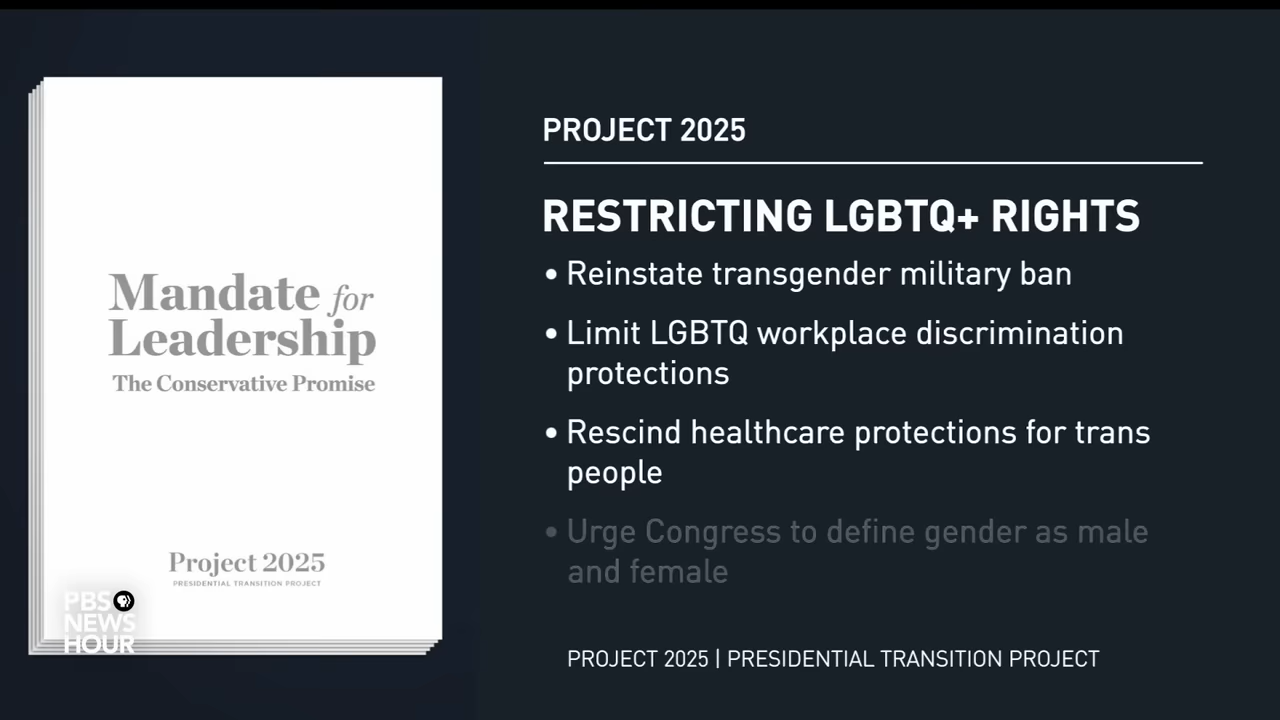 Mandate for
Leadership
The Conservative Promise
Project 2025
PRESIDENTIAL TRANSITION PROJECT
PBS
NEWS
HOUR
PROJECT 2025
RESTRICTING LGBTQ+ RIGHTS
• Reinstate transgender military ban
• Limit LGBTQ workplace discrimination
protections
• Rescind healthcare protections for trans
people
• Urge Congress to define gender as male
and female
PROJECT 2025 | PRESIDENTIAL TRANSITION PROJECT